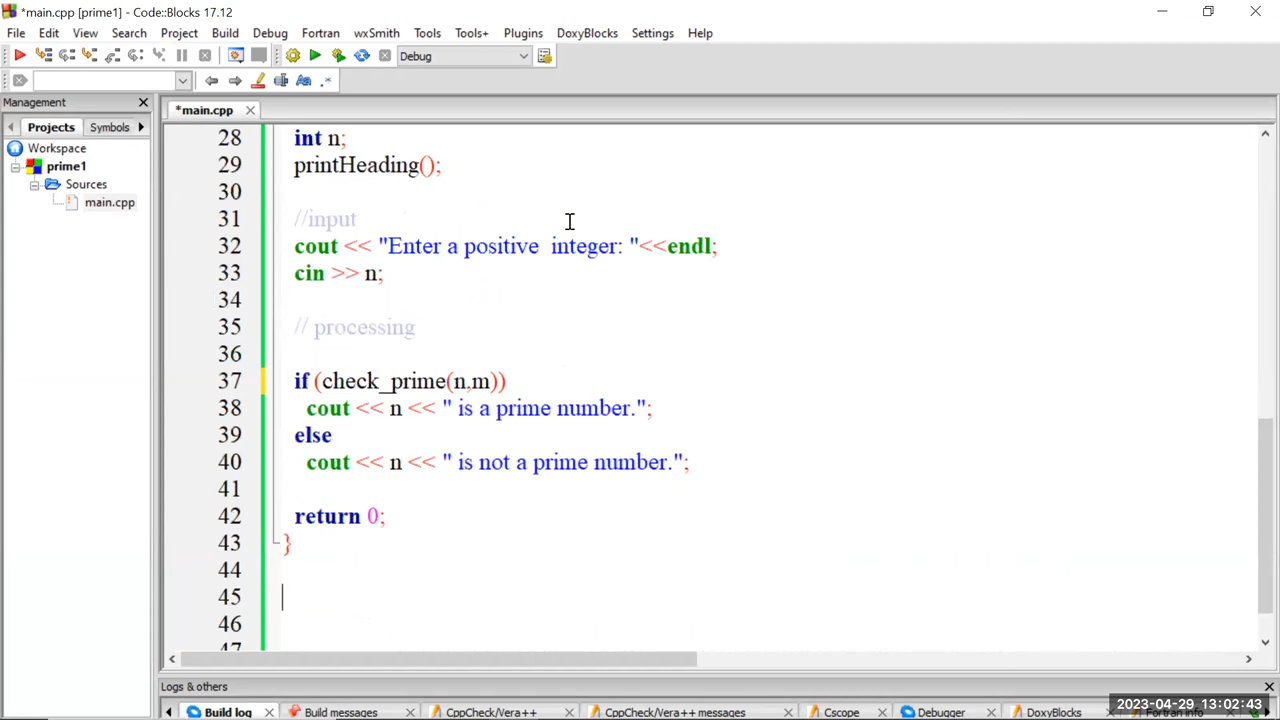 *main.cpp [prime1] - Code::Blocks 17.12
File Edit View Search Project Build Debug Fortran wxSmith Tools Tools+ Plugins DoxyBlocks Settings Help
Debug
Management
*main.cpp
Projects Symbols
Workspace
prime1
Sources
main.cpp
28 int n;
29 printHeading();
30
31 //input
32 cout << "Enter a positive  integer: "<<endl;
33 cin >> n;
34
35 // processing
36
37 if (check_prime(n,m))
38 cout << n << " is a prime number.";
39 else
40 cout << n << " is not a prime number.";
41
42 return 0;
43 }
44
45
46
47
Logs & others
Build log Build messages CppCheck/Vera++ CppCheck/Vera++ messages Cscope Debugger DoxyBlocks Fortran info
2023-04-29, 13:02:43